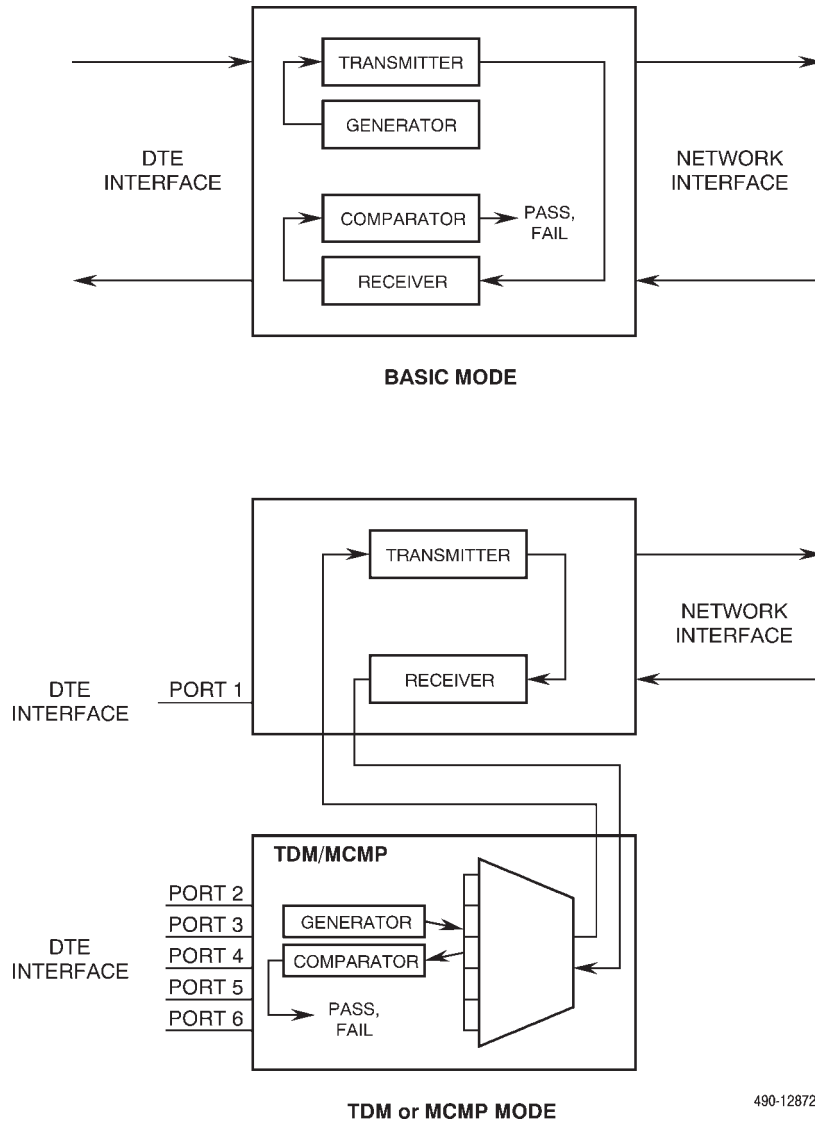 TRANSMITTER
GENERATOR
DTE
INTERFACE
NETWORK
INTERFACE
COMPARATOR
PASS,
FAIL
RECEIVER
BASIC MODE
TRANSMITTER
NETWORK
INTERFACE
RECEIVER
DTE
INTERFACE
PORT 1
TDM/MCMP
PORT 2
PORT 3
PORT 4
PORT 5
PORT 6
DTE
INTERFACE
GENERATOR
COMPARATOR
PASS,
FAIL
TDM or MCMP MODE
490-12872